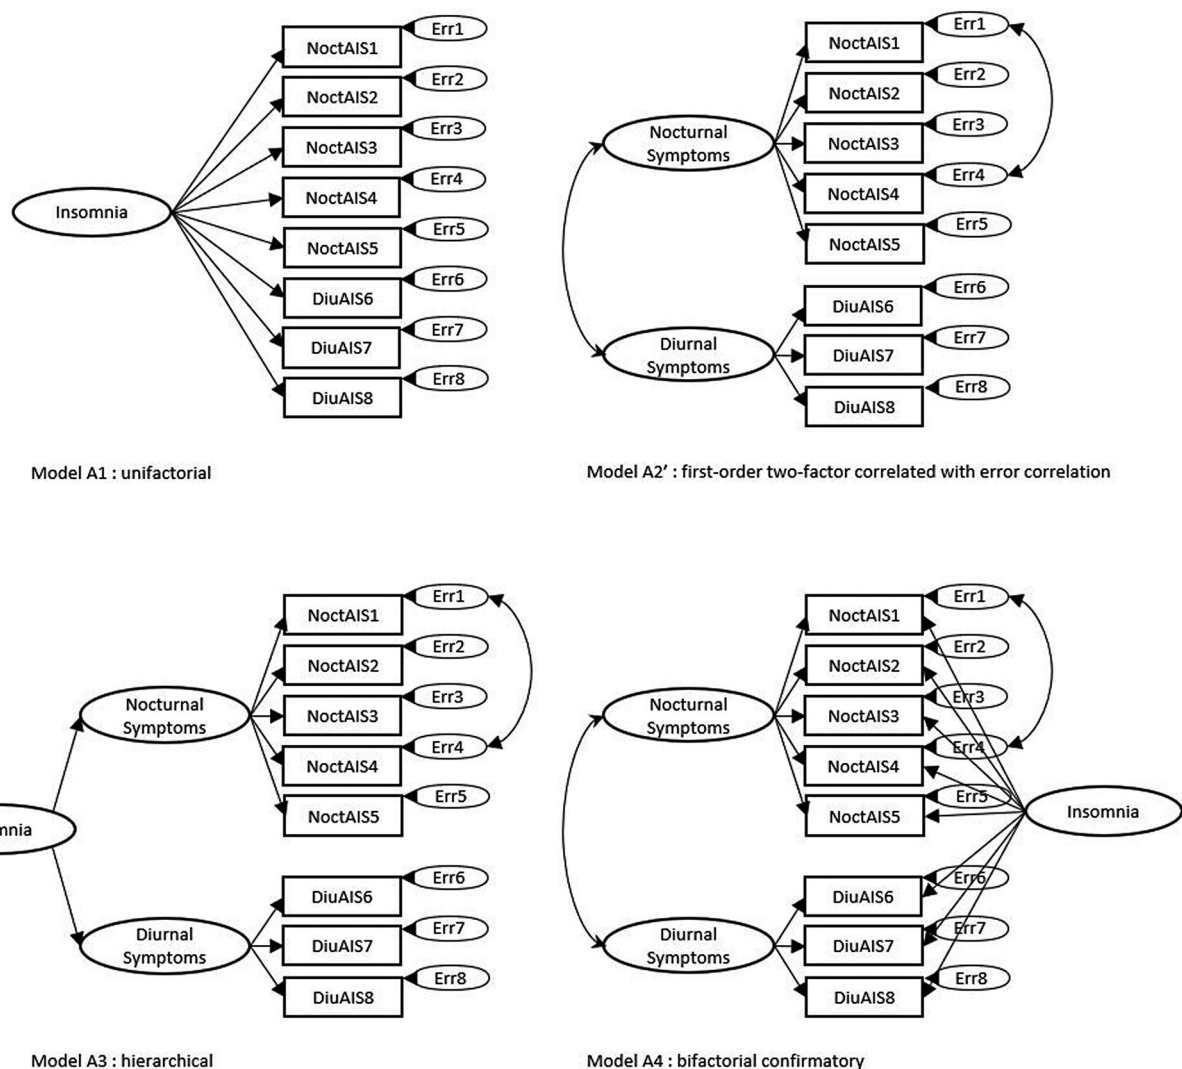 NoctAIS1
Err1
NoctAIS2
Err2
NoctAIS3
Err3
NoctAIS4
Err4
NoctAIS5
Err5
DiuAIS6
Err6
DiuAIS7
Err7
DiuAIS8
Err8
Insomnia
Model A1 : unifactorial
Nocturnal
Symptoms
NoctAIS1
Err1
NoctAIS2
Err2
NoctAIS3
Err3
NoctAIS4
Err4
NoctAIS5
Err5
Diurnal
Symptoms
DiuAIS6
Err6
DiuAIS7
Err7
DiuAIS8
Err8
Model A2’ : first-order two-factor correlated with error correlation
mnia
Nocturnal
Symptoms
NoctAIS1
Err1
NoctAIS2
Err2
NoctAIS3
Err3
NoctAIS4
Err4
NoctAIS5
Err5
Diurnal
Symptoms
DiuAIS6
Err6
DiuAIS7
Err7
DiuAIS8
Err8
Model A3 : hierarchical
Nocturnal
Symptoms
NoctAIS1
Err1
NoctAIS2
Err2
NoctAIS3
Err3
NoctAIS4
Err4
NoctAIS5
Err5
Insomnia
Diurnal
Symptoms
DiuAIS6
Err6
DiuAIS7
Err7
DiuAIS8
Err8
Model A4 : bifactorial confirmatory